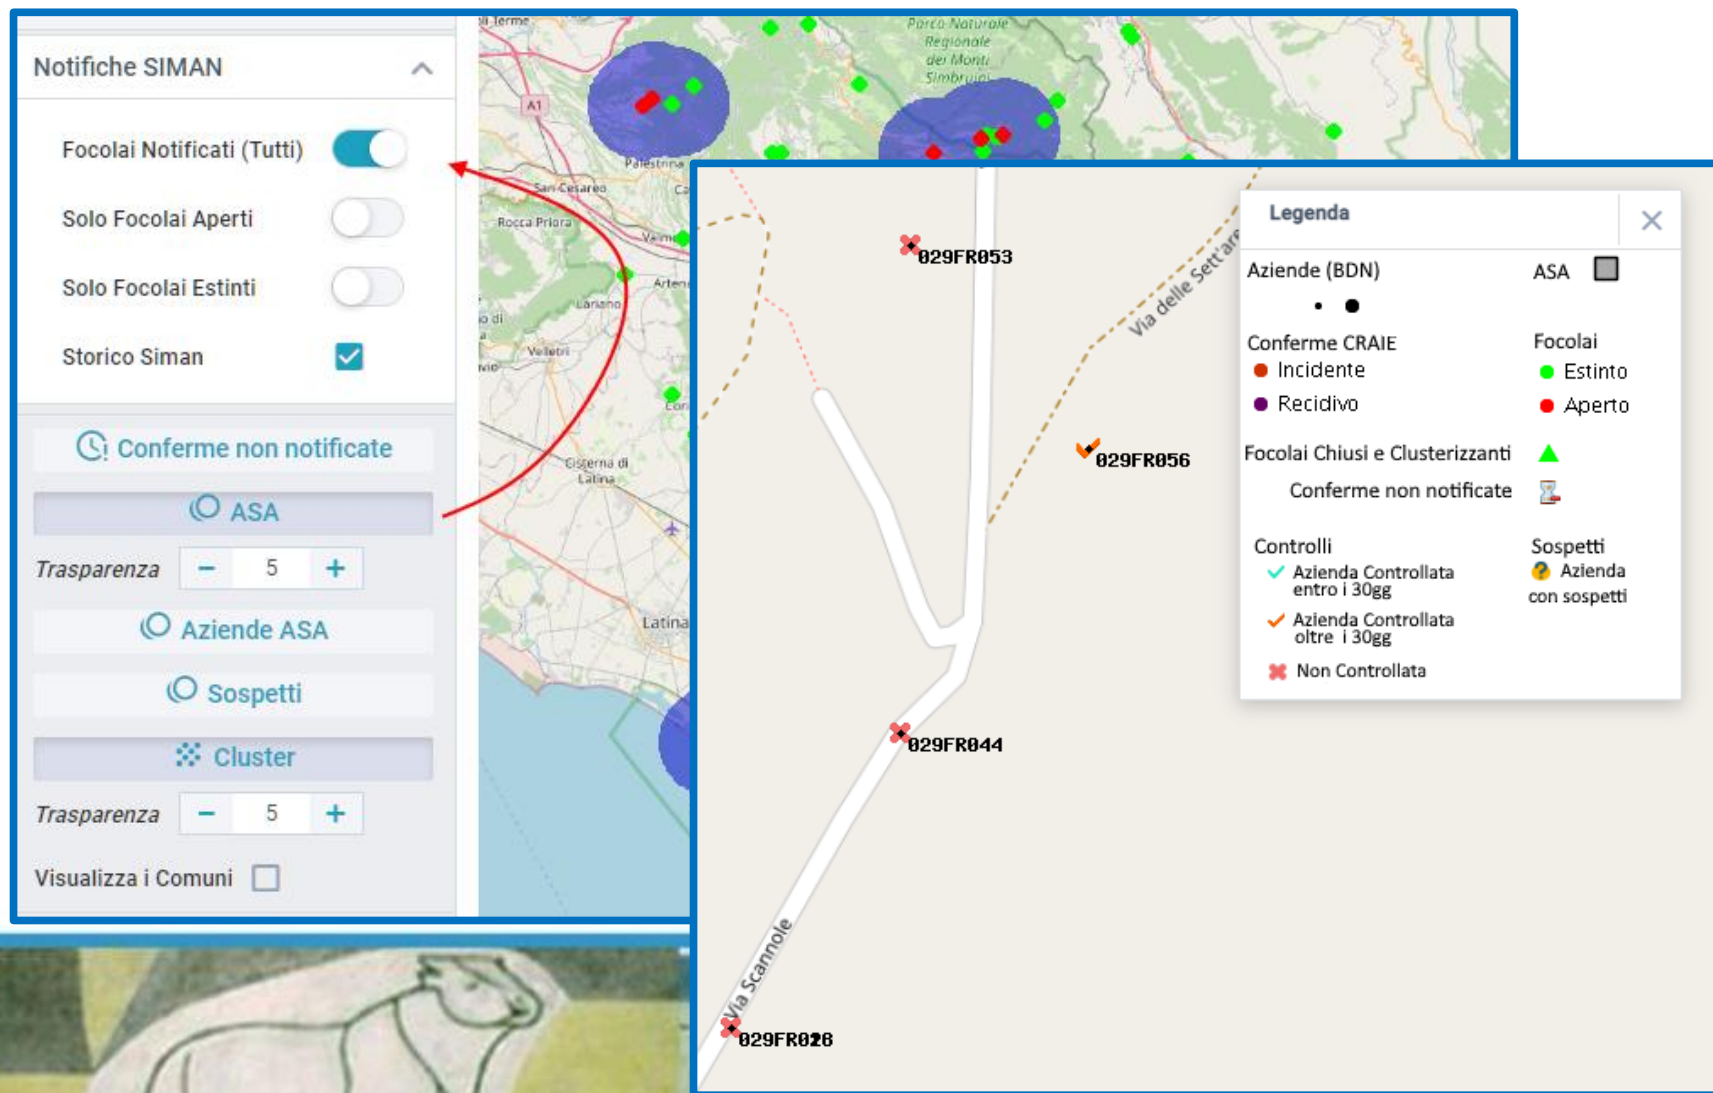 Notifiche SIMAN
Focolai Notificati (Tutti)
Solo Focolai Aperti
Solo Focolai Estinti
Storico Siman
Conferme non notificate
ASA
Trasparenza − 5 +
Aziende ASA
Sospetti
Cluster
Trasparenza − 5 +
Visualizza i Comuni
Terme
A1
Parco Naturale
Regionale
dei Monti
Simbruini
Palestrina
San Cesareo
Rocca Priora
Lariano
Velletri
Cisterna di
Latina
Latina
029FR053
Via delle Sett'are
029FR056
029FR044
Via Scannole
Legenda
Aziende (BDN)
ASA
Conferme CRAIE
Incidente
Recidivo
Focolai
Estinto
Aperto
Focolai Chiusi e Clusterizzanti
Conferme non notificate
Controlli
Azienda Controllata
entro i 30gg
Azienda Controllata
oltre i 30gg
Non Controllata
Sospetti
Azienda
con sospetti